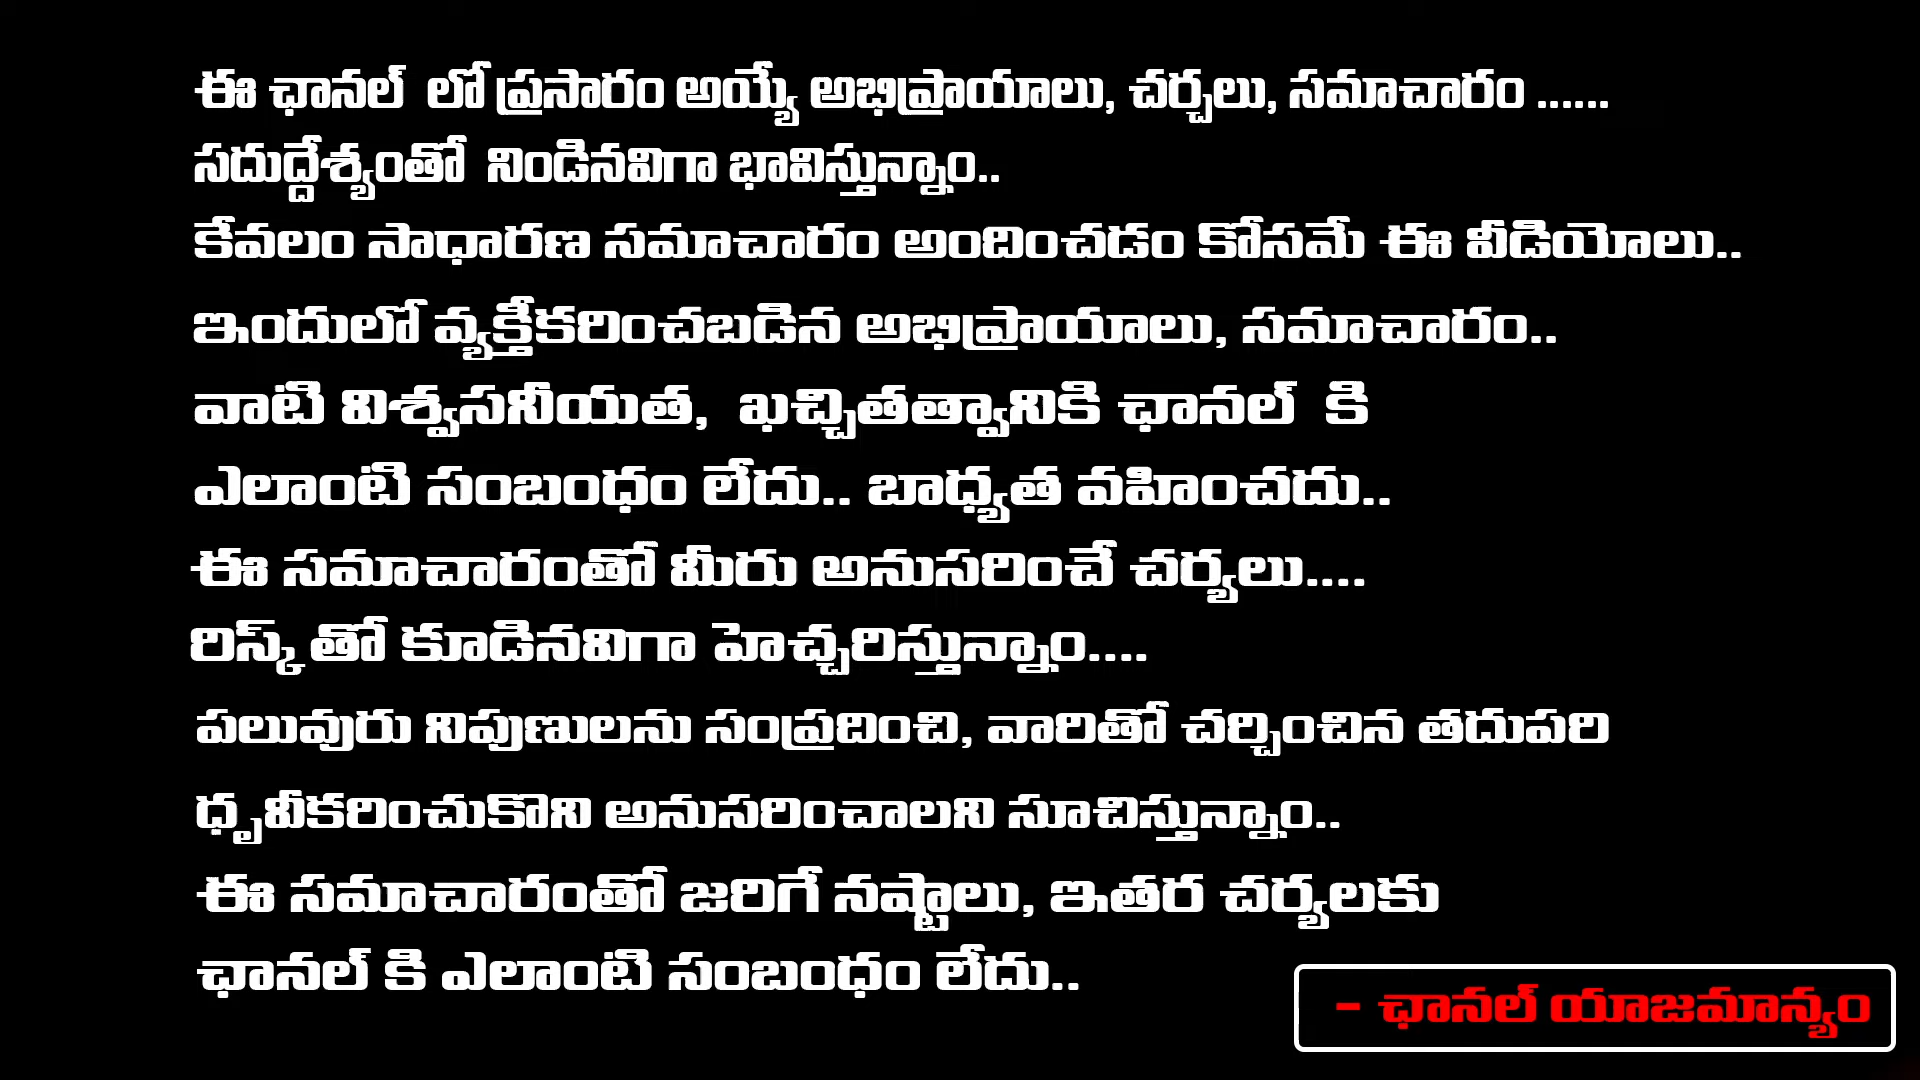 ఈ ఛానల్ లో ప్రసారం అయ్యే అభిప్రాయాలు, చర్చలు, సమాచారం ......
సదుద్దేశ్యంతో నిండినవిగా భావిస్తున్నాం..
కేవలం సాధారణ సమాచారం అందించడం కోసమే ఈ వీడియోలు..
ఇందులో వ్యక్తీకరించబడిన అభిప్రాయాలు, సమాచారం..
వాటి విశ్వసనీయత, ఖచ్చితత్వానికి ఛానల్ కి
ఎలాంటి సంబంధం లేదు.. బాధ్యత వహించదు..
ఈ సమాచారంతో మీరు అనుసరించే చర్యలు....
రిస్క్ తో కూడినవిగా హెచ్చరిస్తున్నాం....
పలువురు నిపుణులను సంప్రదించి, వారితో చర్చించిన తదుపరి
ధృవీకరించుకొని అనుసరించాలని సూచిస్తున్నాం..
ఈ సమాచారంతో జరిగే నష్టాలు, ఇతర చర్యలకు
ఛానల్ కి ఎలాంటి సంబంధం లేదు..
- ఛానల్ యాజమాన్యం